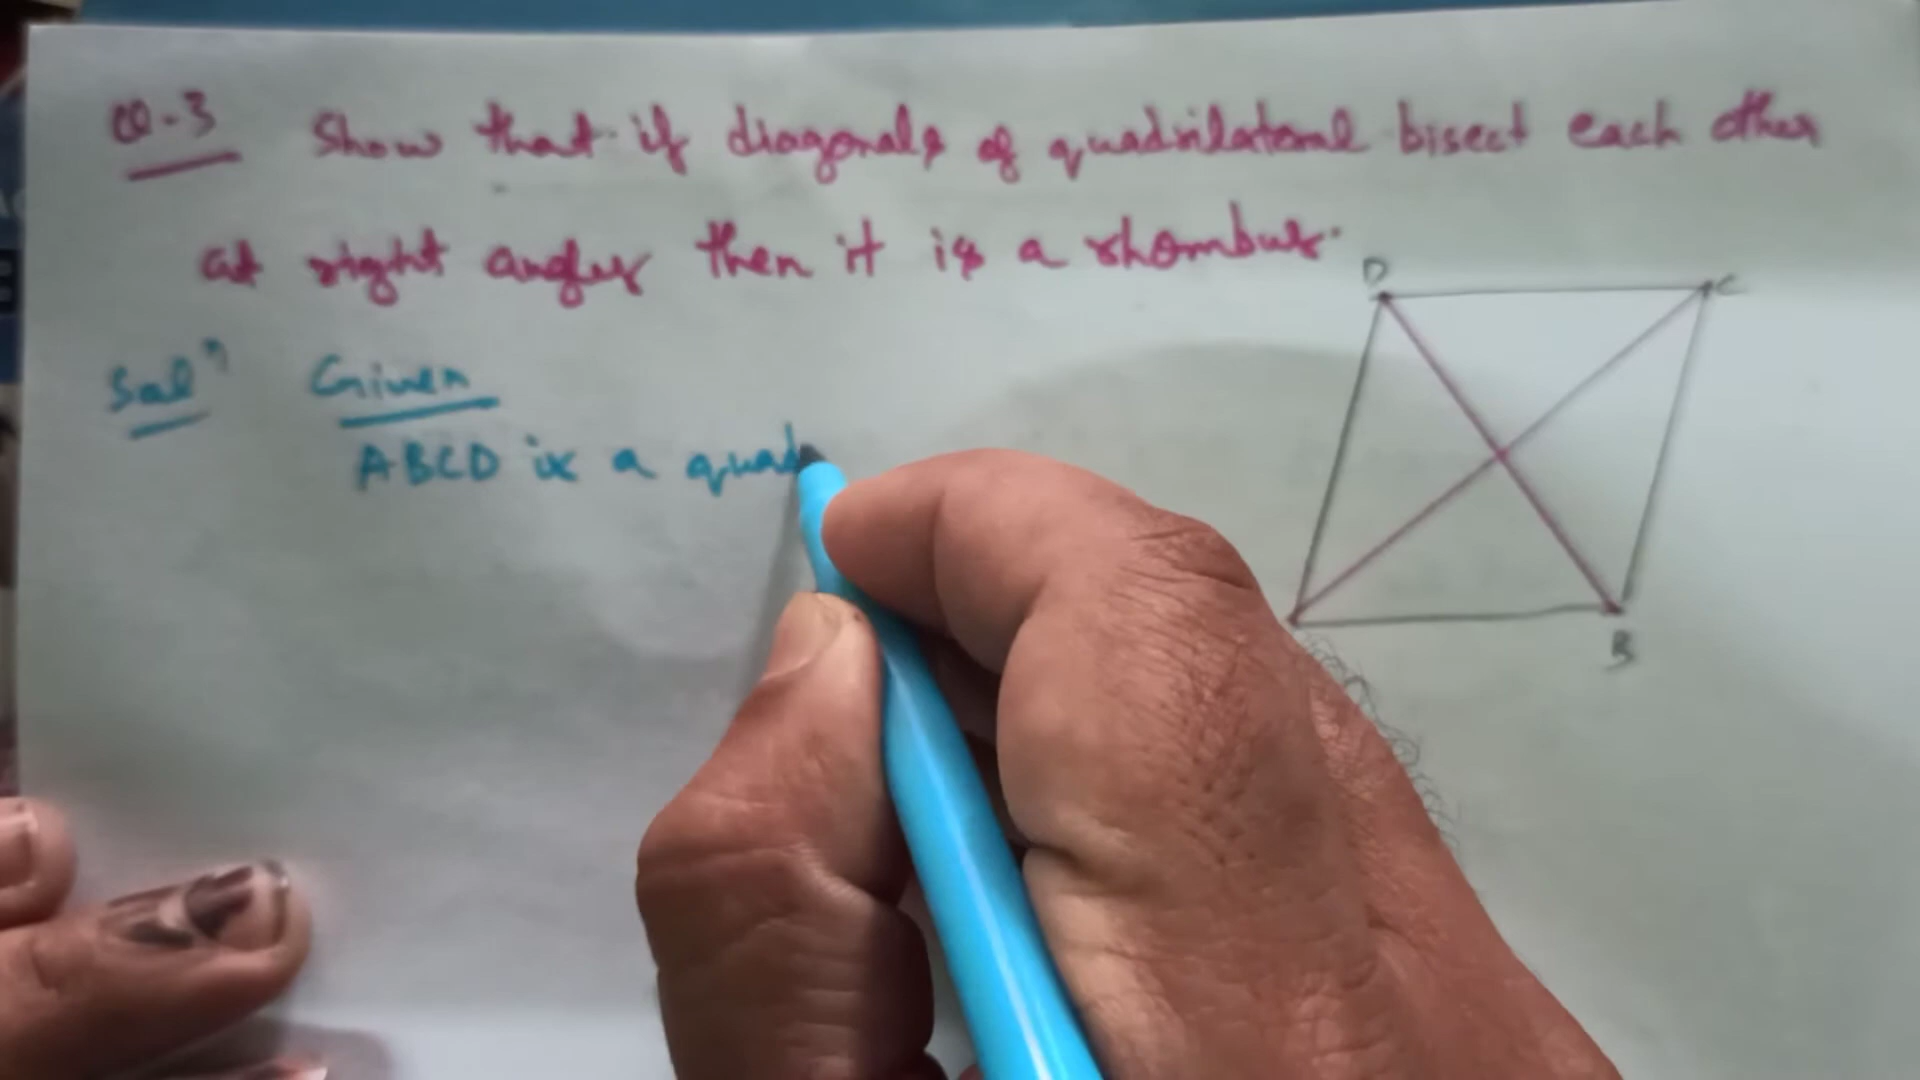 Q.3 Show that if diagonals of quadrilateral bisect each other
at right angles then it is a rhombus.
D
C
Solⁿ Given
ABCD is a quad
B